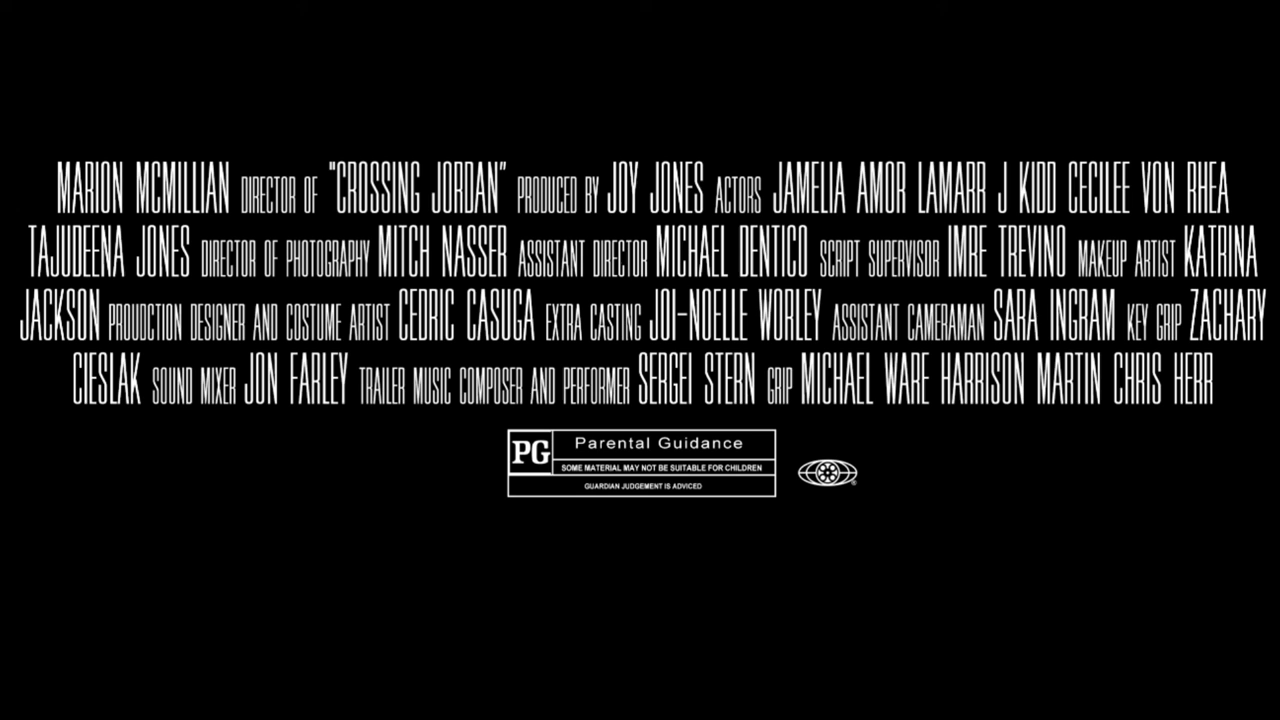 MARION MCMILLIAN DIRECTOR OF "CROSSING JORDAN" PRODUCED BY JOY JONES ACTORS JAMELIA AMOR LAMARR J KIDD CECILEE VON RHEA
TAJUDEENA JONES DIRECTOR OF PHOTOGRAPHY MITCH NASSER ASSISTANT DIRECTOR MICHAEL DENTICO SCRIPT SUPERVISOR IMRE TREVINO MAKEUP ARTIST KATRINA
JACKSON PROUDCTION DESIGNER AND COSTUME ARTIST CEDRIC CASUGA EXTRA CASTING JOI-NOELLE WORLEY ASSISTANT CAMERAMAN SARA INGRAM KEY GRIP ZACHARY
CIESLAK SOUND MIXER JON FARLEY TRAILER MUSIC COMPOSER AND PERFORMER SERGEI STERN GRIP MICHAEL WARE HARRISON MARTIN CHRIS HERR
PG Parental Guidance
SOME MATERIAL MAY NOT BE SUITABLE FOR CHILDREN
GUARDIAN JUDGEMENT IS ADVICED
®